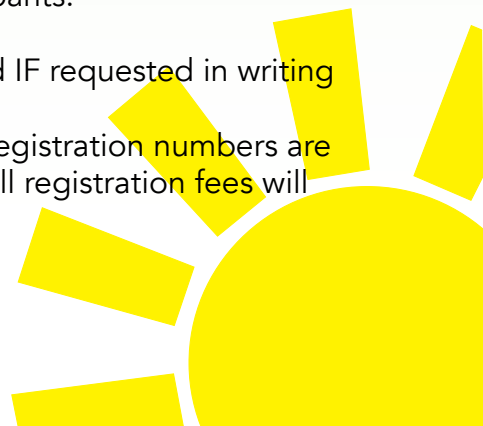 IF requested in writing
egistration numbers are
ll registration fees will